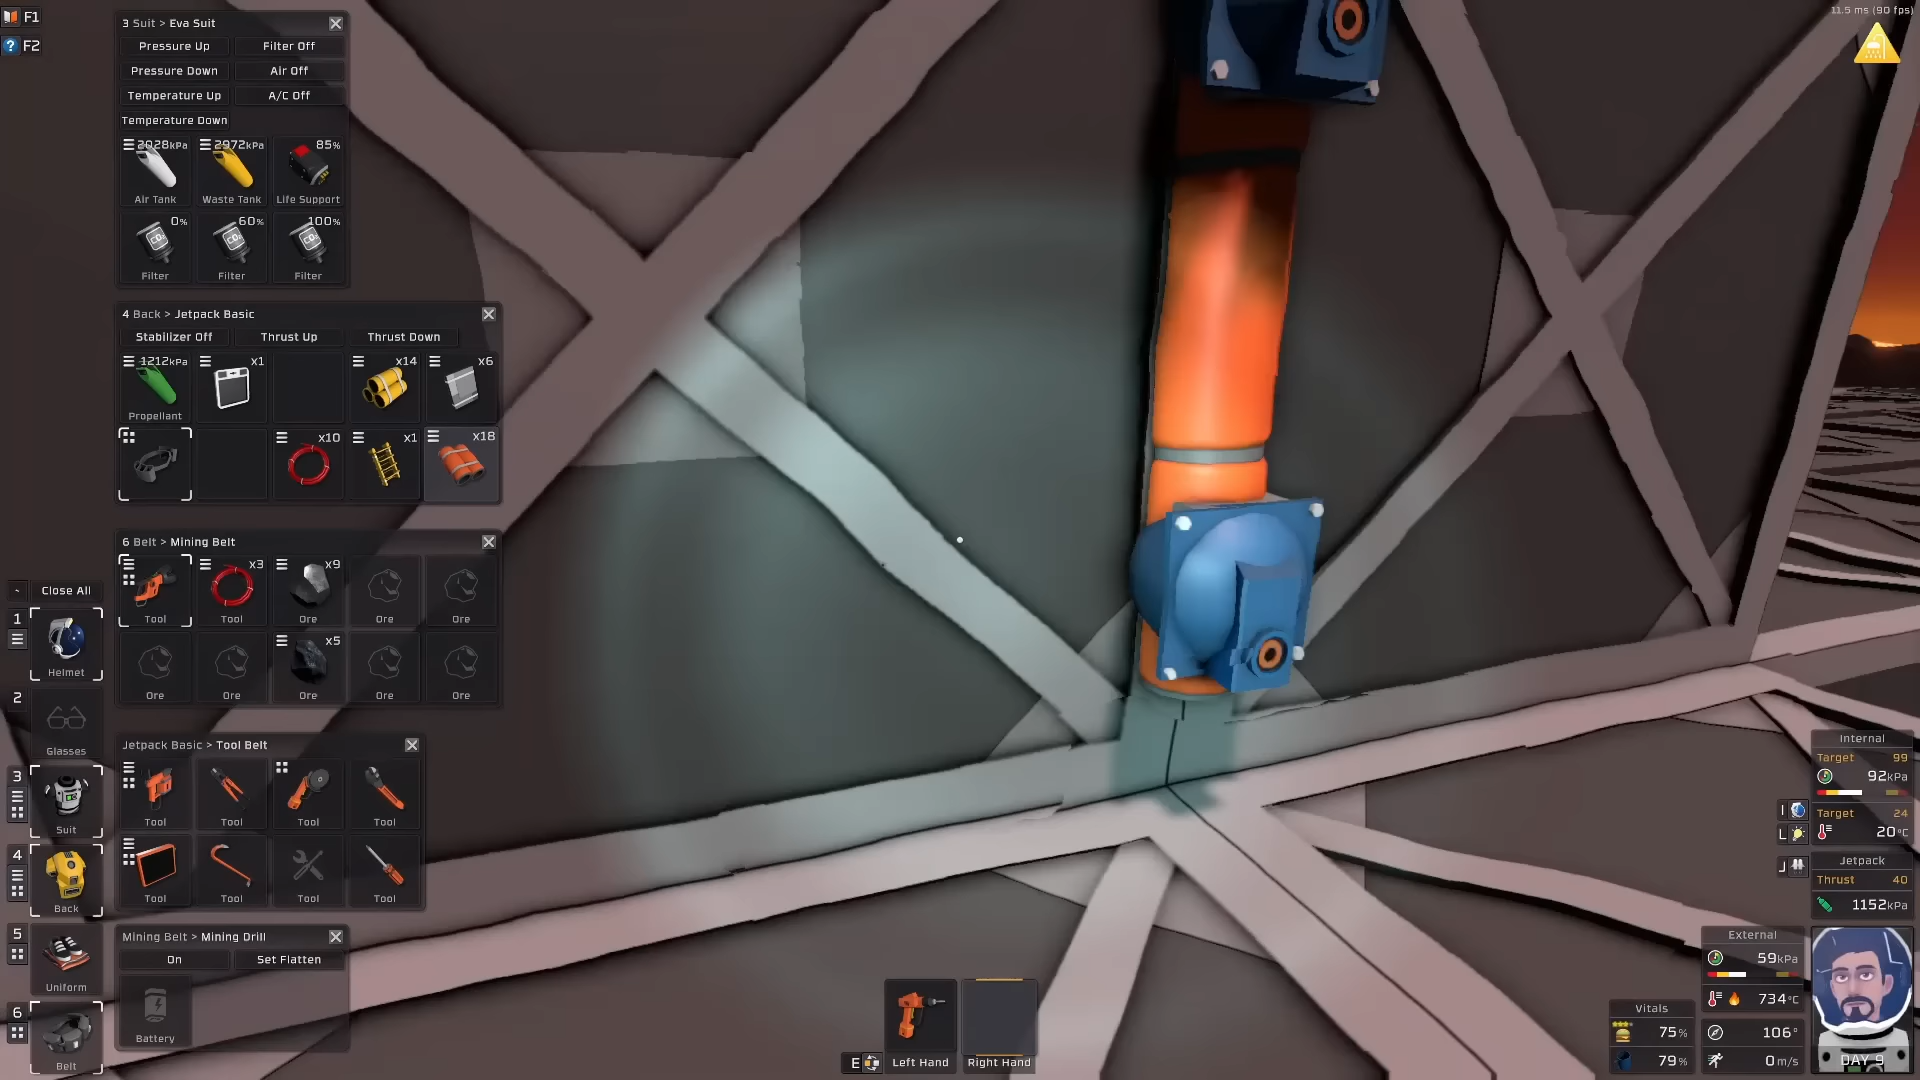 F1
F2
11.5 ms (90 fps)
3 Suit > Eva Suit
Pressure Up
Filter Off
Pressure Down
Air Off
Temperature Up
A/C Off
Temperature Down
2028kPa
2972kPa
85%
Air Tank
Waste Tank
Life Support
0%
60%
100%
Filter
Filter
Filter
4 Back > Jetpack Basic
Stabilizer Off
Thrust Up
Thrust Down
1212kPa
x1
x14
x6
Propellant
x10
x1
x18
6 Belt > Mining Belt
x3
x9
Tool
Tool
Ore
Ore
Ore
x5
Ore
Ore
Ore
Ore
Ore
Jetpack Basic > Tool Belt
Tool
Tool
Tool
Tool
Tool
Tool
Tool
Tool
Mining Belt > Mining Drill
On
Set Flatten
Battery
~
Close All
1
Helmet
2
Glasses
3
Suit
4
Back
5
Uniform
6
Belt
E
Left Hand
Right Hand
Internal
Target 99
92kPa
Target 24
20°C
I
L
J
Jetpack
Thrust 40
1152kPa
External
59kPa
734°C
106°
0m/s
Vitals
75%
79%
DAY 9